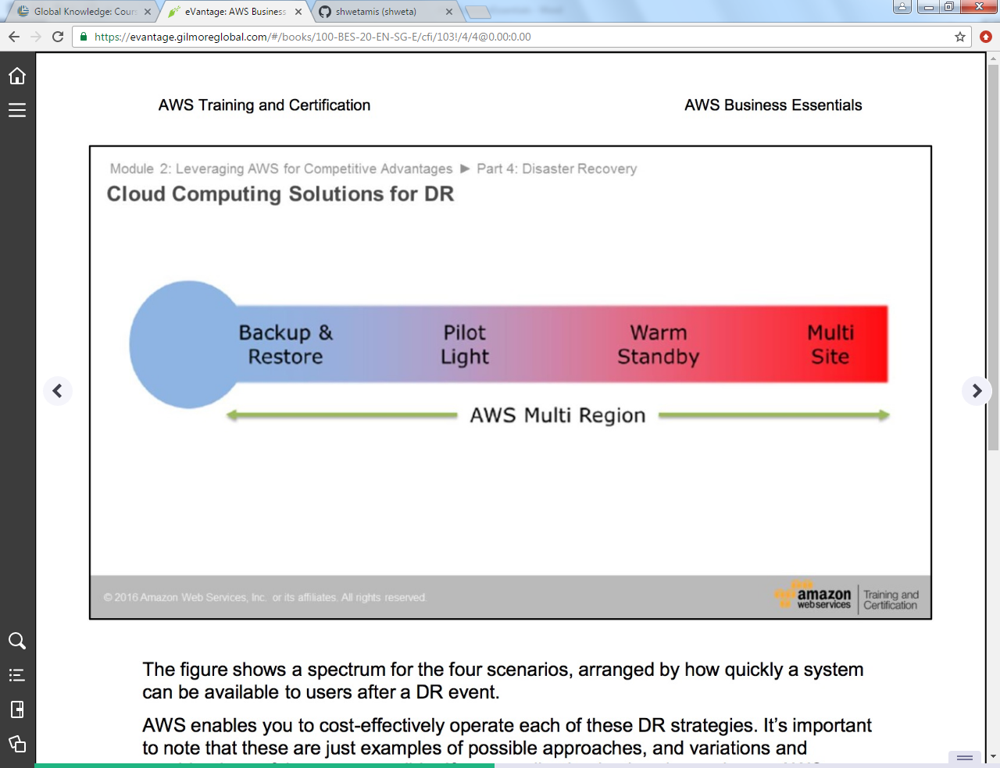 Global Knowledge: Cour
eVantage: AWS Business
shwetamis (shweta)
https://evantage.gilmoreglobal.com/#/books/100-BES-20-EN-SG-E/cfi/103!/4/4@0.00:0.00
AWS Training and Certification
AWS Business Essentials
Module 2: Leveraging AWS for Competitive Advantages ► Part 4: Disaster Recovery
Cloud Computing Solutions for DR
Backup &
Restore
Pilot
Light
Warm
Standby
Multi
Site
AWS Multi Region
© 2016 Amazon Web Services, Inc. or its affiliates. All rights reserved.
amazon
webservices
Training and
Certification
The figure shows a spectrum for the four scenarios, arranged by how quickly a system
can be available to users after a DR event.
AWS enables you to cost-effectively operate each of these DR strategies. It's important
to note that these are just examples of possible approaches, and variations and